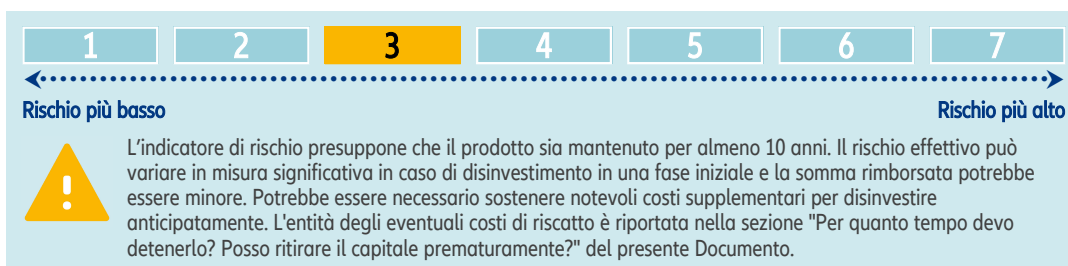 1 2 3 4 5 6 7
Rischio più basso Rischio più alto
L'indicatore di rischio presuppone che il prodotto sia mantenuto per almeno 10 anni. Il rischio effettivo può
variare in misura significativa in caso di disinvestimento in una fase iniziale e la somma rimborsata potrebbe
essere minore. Potrebbe essere necessario sostenere notevoli costi supplementari per disinvestire
anticipatamente. L'entità degli eventuali costi di riscatto è riportata nella sezione "Per quanto tempo devo
detenerlo? Posso ritirare il capitale prematuramente?" del presente Documento.